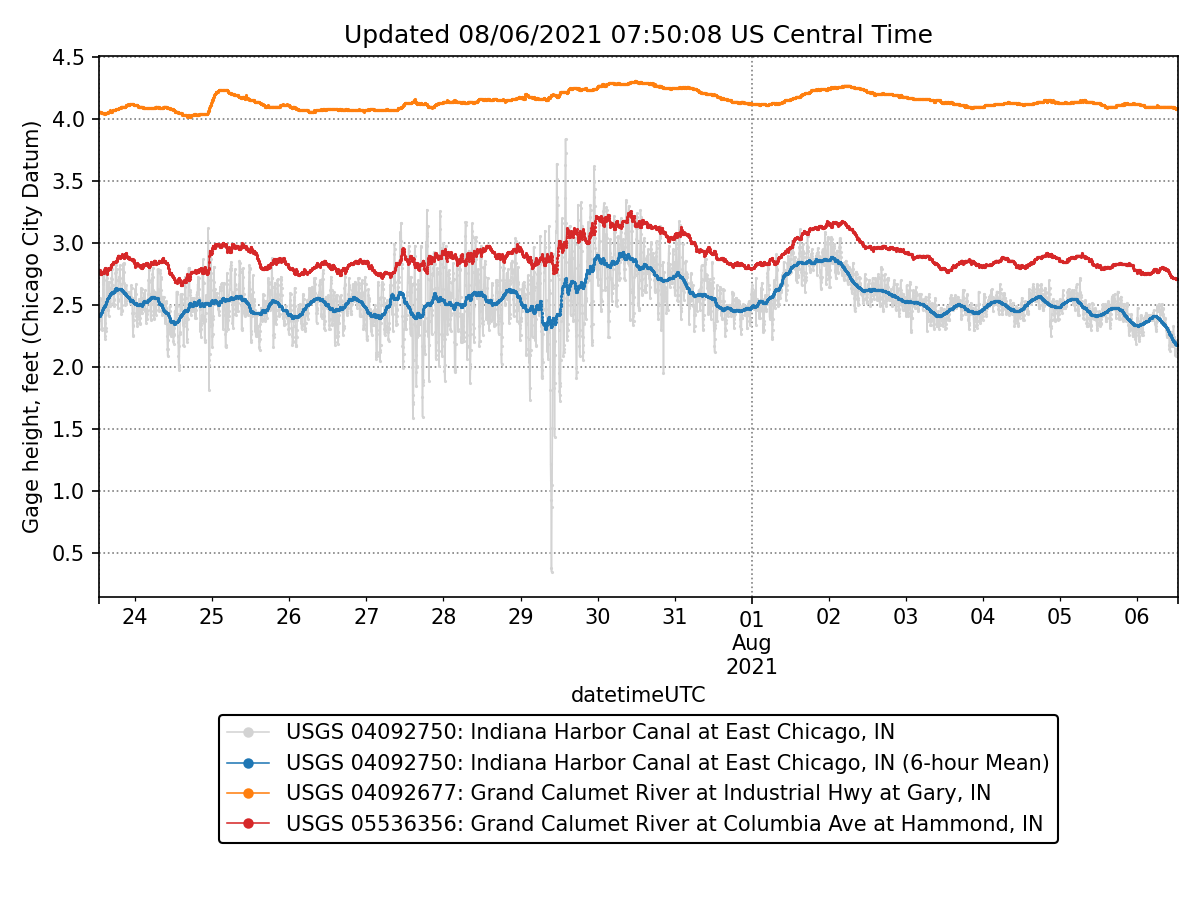 Updated 08/06/2021 07:50:08 US Central Time
Gage height, feet (Chicago City Datum)
4.5
4.0
3.5
3.0
2.5
2.0
1.5
1.0
0.5
24 25 26 27 28 29 30 31 01 02 03 04 05 06
Aug
2021
datetimeUTC
USGS 04092750: Indiana Harbor Canal at East Chicago, IN
USGS 04092750: Indiana Harbor Canal at East Chicago, IN (6-hour Mean)
USGS 04092677: Grand Calumet River at Industrial Hwy at Gary, IN
USGS 05536356: Grand Calumet River at Columbia Ave at Hammond, IN